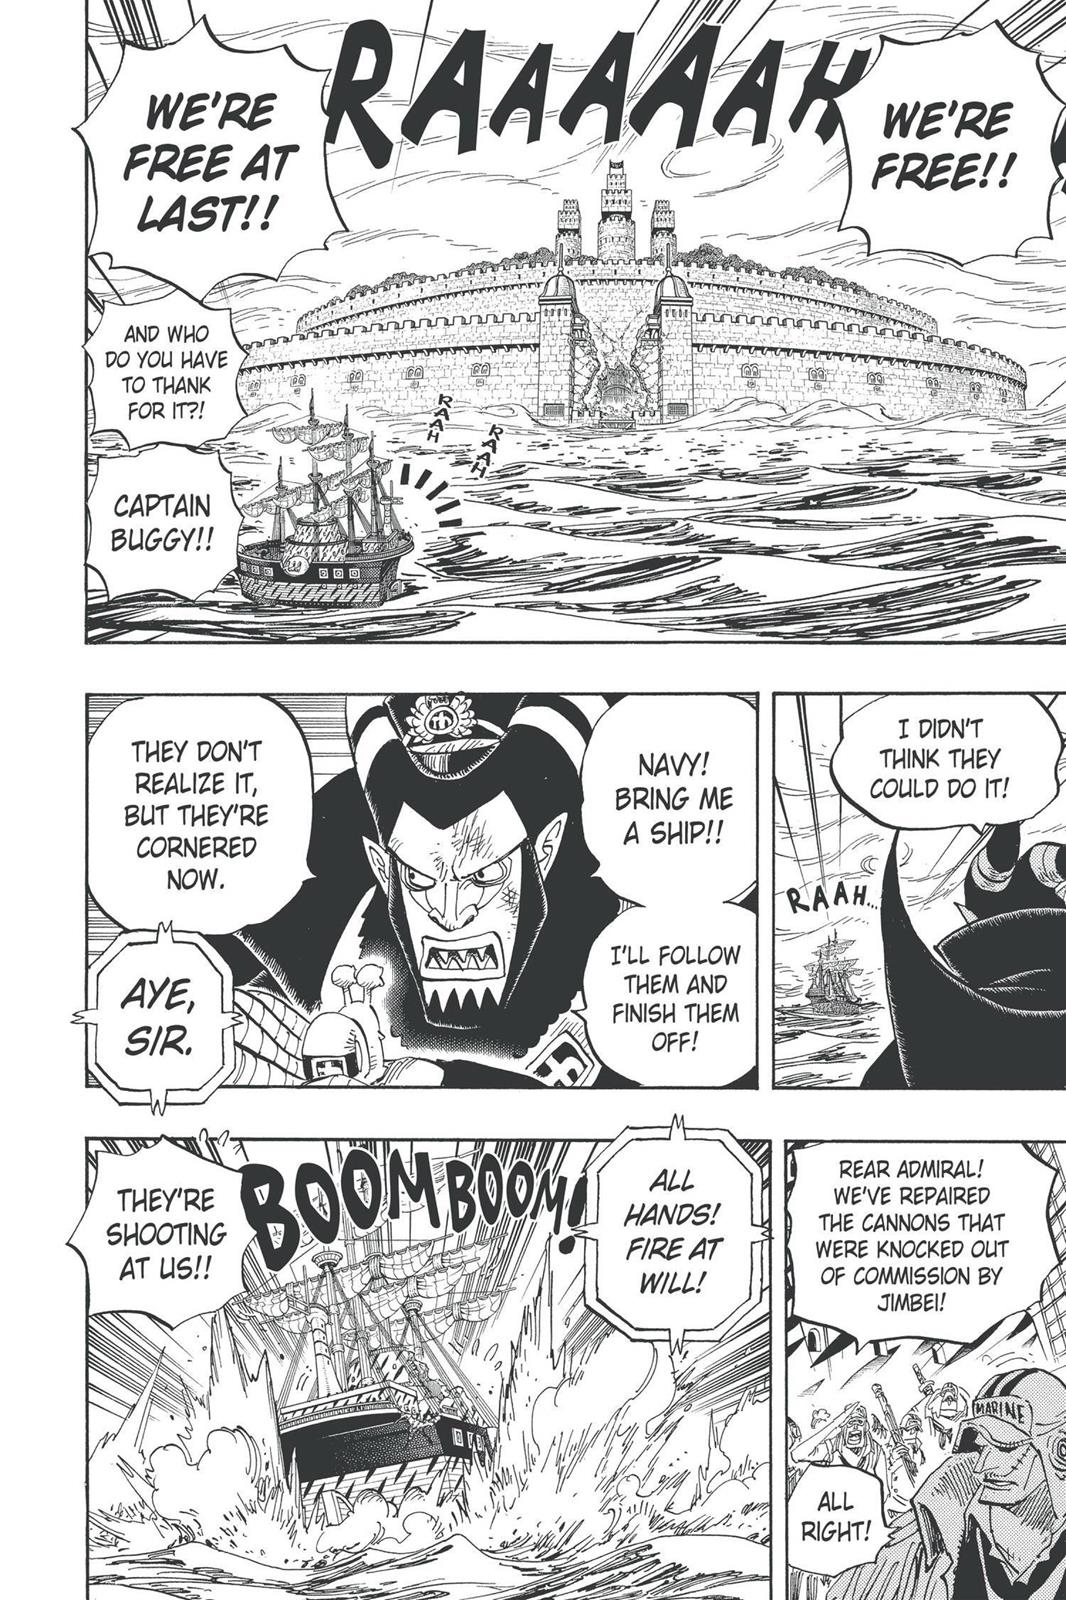 WE'RE
FREE!!
RAAAAAH
WE'RE
FREE AT
LAST!!
AND WHO
DO YOU HAVE
TO THANK
FOR IT?!
RAAH
RAAH
CAPTAIN
BUGGY!!
I DIDN'T
THINK THEY
COULD DO IT!
RAAH...
NAVY!
BRING ME
A SHIP!!
I'LL FOLLOW
THEM AND
FINISH THEM
OFF!
THEY DON'T
REALIZE IT,
BUT THEY'RE
CORNERED
NOW.
AYE,
SIR.
REAR ADMIRAL!
WE'VE REPAIRED
THE CANNONS THAT
WERE KNOCKED OUT
OF COMMISSION BY
JIMBEI!
MARINE
ALL
RIGHT!
ALL
HANDS!
FIRE AT
WILL!
BOOM BOOM!
THEY'RE
SHOOTING
AT US!!